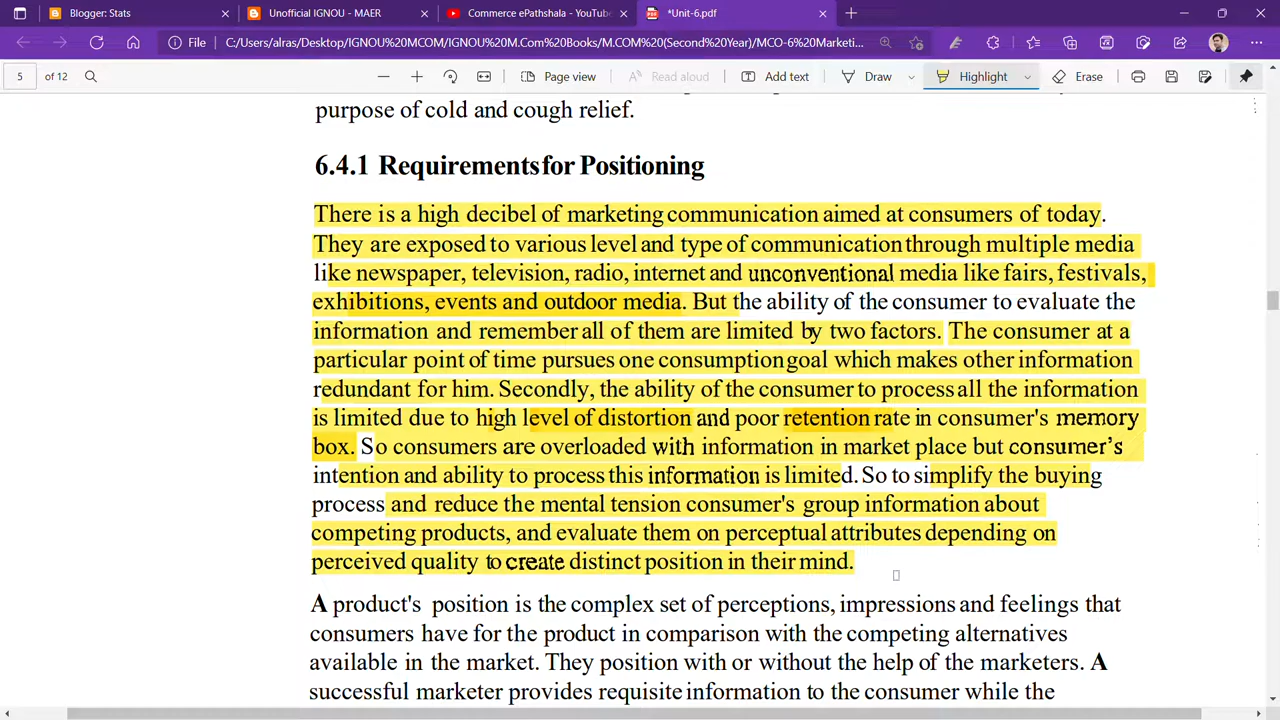 Blogger: Stats
Unofficial IGNOU - MAER
Commerce ePathshala - YouTube
*Unit-6.pdf
File
C:/Users/alras/Desktop/IGNOU%20MCOM/IGNOU%20M.Com%20Books/M.COM%20(Second%20Year)/MCO-6%20Marketi...
5 of 12
Page view
Read aloud
Add text
Draw
Highlight
Erase
purpose of cold and cough relief.
6.4.1 Requirements for Positioning
There is a high decibel of marketing communication aimed at consumers of today.
They are exposed to various level and type of communication through multiple media
like newspaper, television, radio, internet and unconventional media like fairs, festivals,
exhibitions, events and outdoor media. But the ability of the consumer to evaluate the
information and remember all of them are limited by two factors. The consumer at a
particular point of time pursues one consumption goal which makes other information
redundant for him. Secondly, the ability of the consumer to process all the information
is limited due to high level of distortion and poor retention rate in consumer's memory
box. So consumers are overloaded with information in market place but consumer's
intention and ability to process this information is limited. So to simplify the buying
process and reduce the mental tension consumer's group information about
competing products, and evaluate them on perceptual attributes depending on
perceived quality to create distinct position in their mind.
A product's position is the complex set of perceptions, impressions and feelings that
consumers have for the product in comparison with the competing alternatives
available in the market. They position with or without the help of the marketers. A
successful marketer provides requisite information to the consumer while the